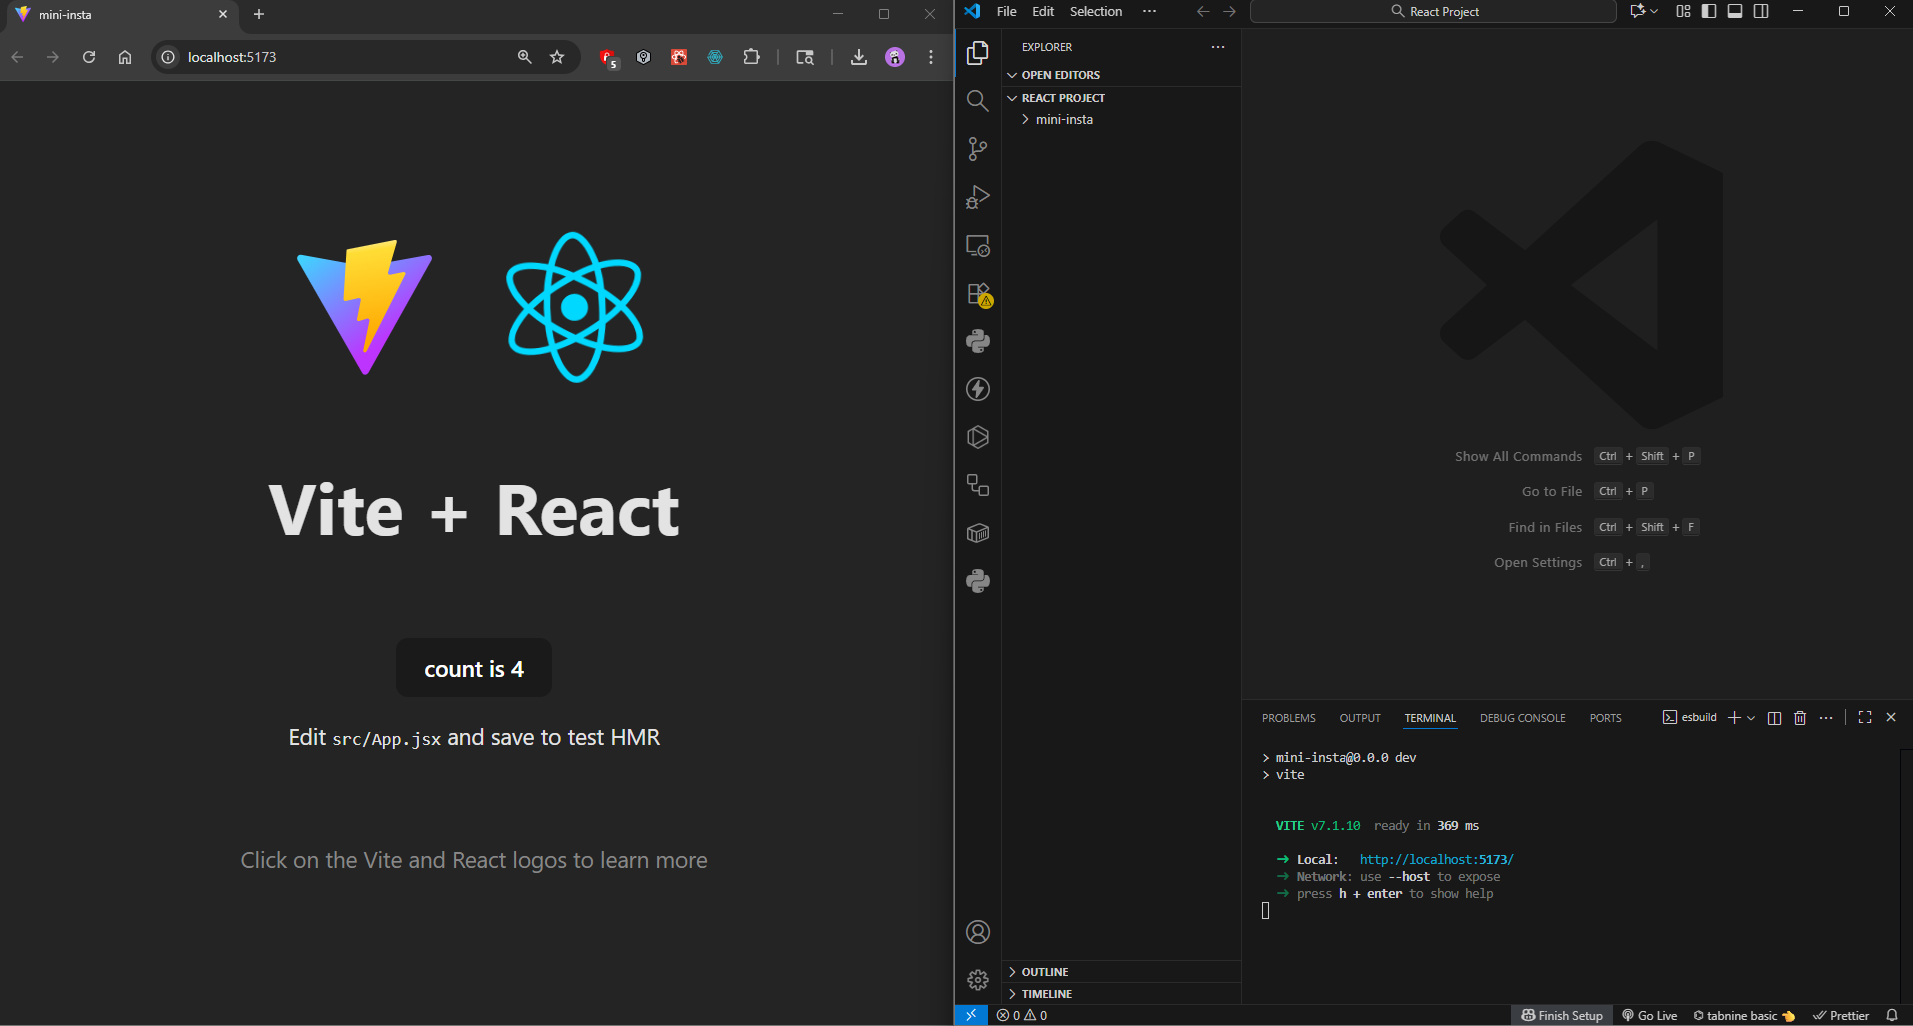 mini-insta
localhost:5173
5
Vite + React
count is 4
Edit src/App.jsx and save to test HMR
Click on the Vite and React logos to learn more
File Edit Selection ···
React Project
EXPLORER ···
OPEN EDITORS
REACT PROJECT
mini-insta
OUTLINE
TIMELINE
Show All Commands Ctrl + Shift + P
Go to File Ctrl + P
Find in Files Ctrl + Shift + F
Open Settings Ctrl + ,
PROBLEMS OUTPUT TERMINAL DEBUG CONSOLE PORTS esbuild
> mini-insta@0.0.0 dev
> vite
VITE v7.1.10 ready in 369 ms
➜ Local: http://localhost:5173/
➜ Network: use --host to expose
➜ press h + enter to show help
0 0 Finish Setup Go Live tabnine basic Prettier